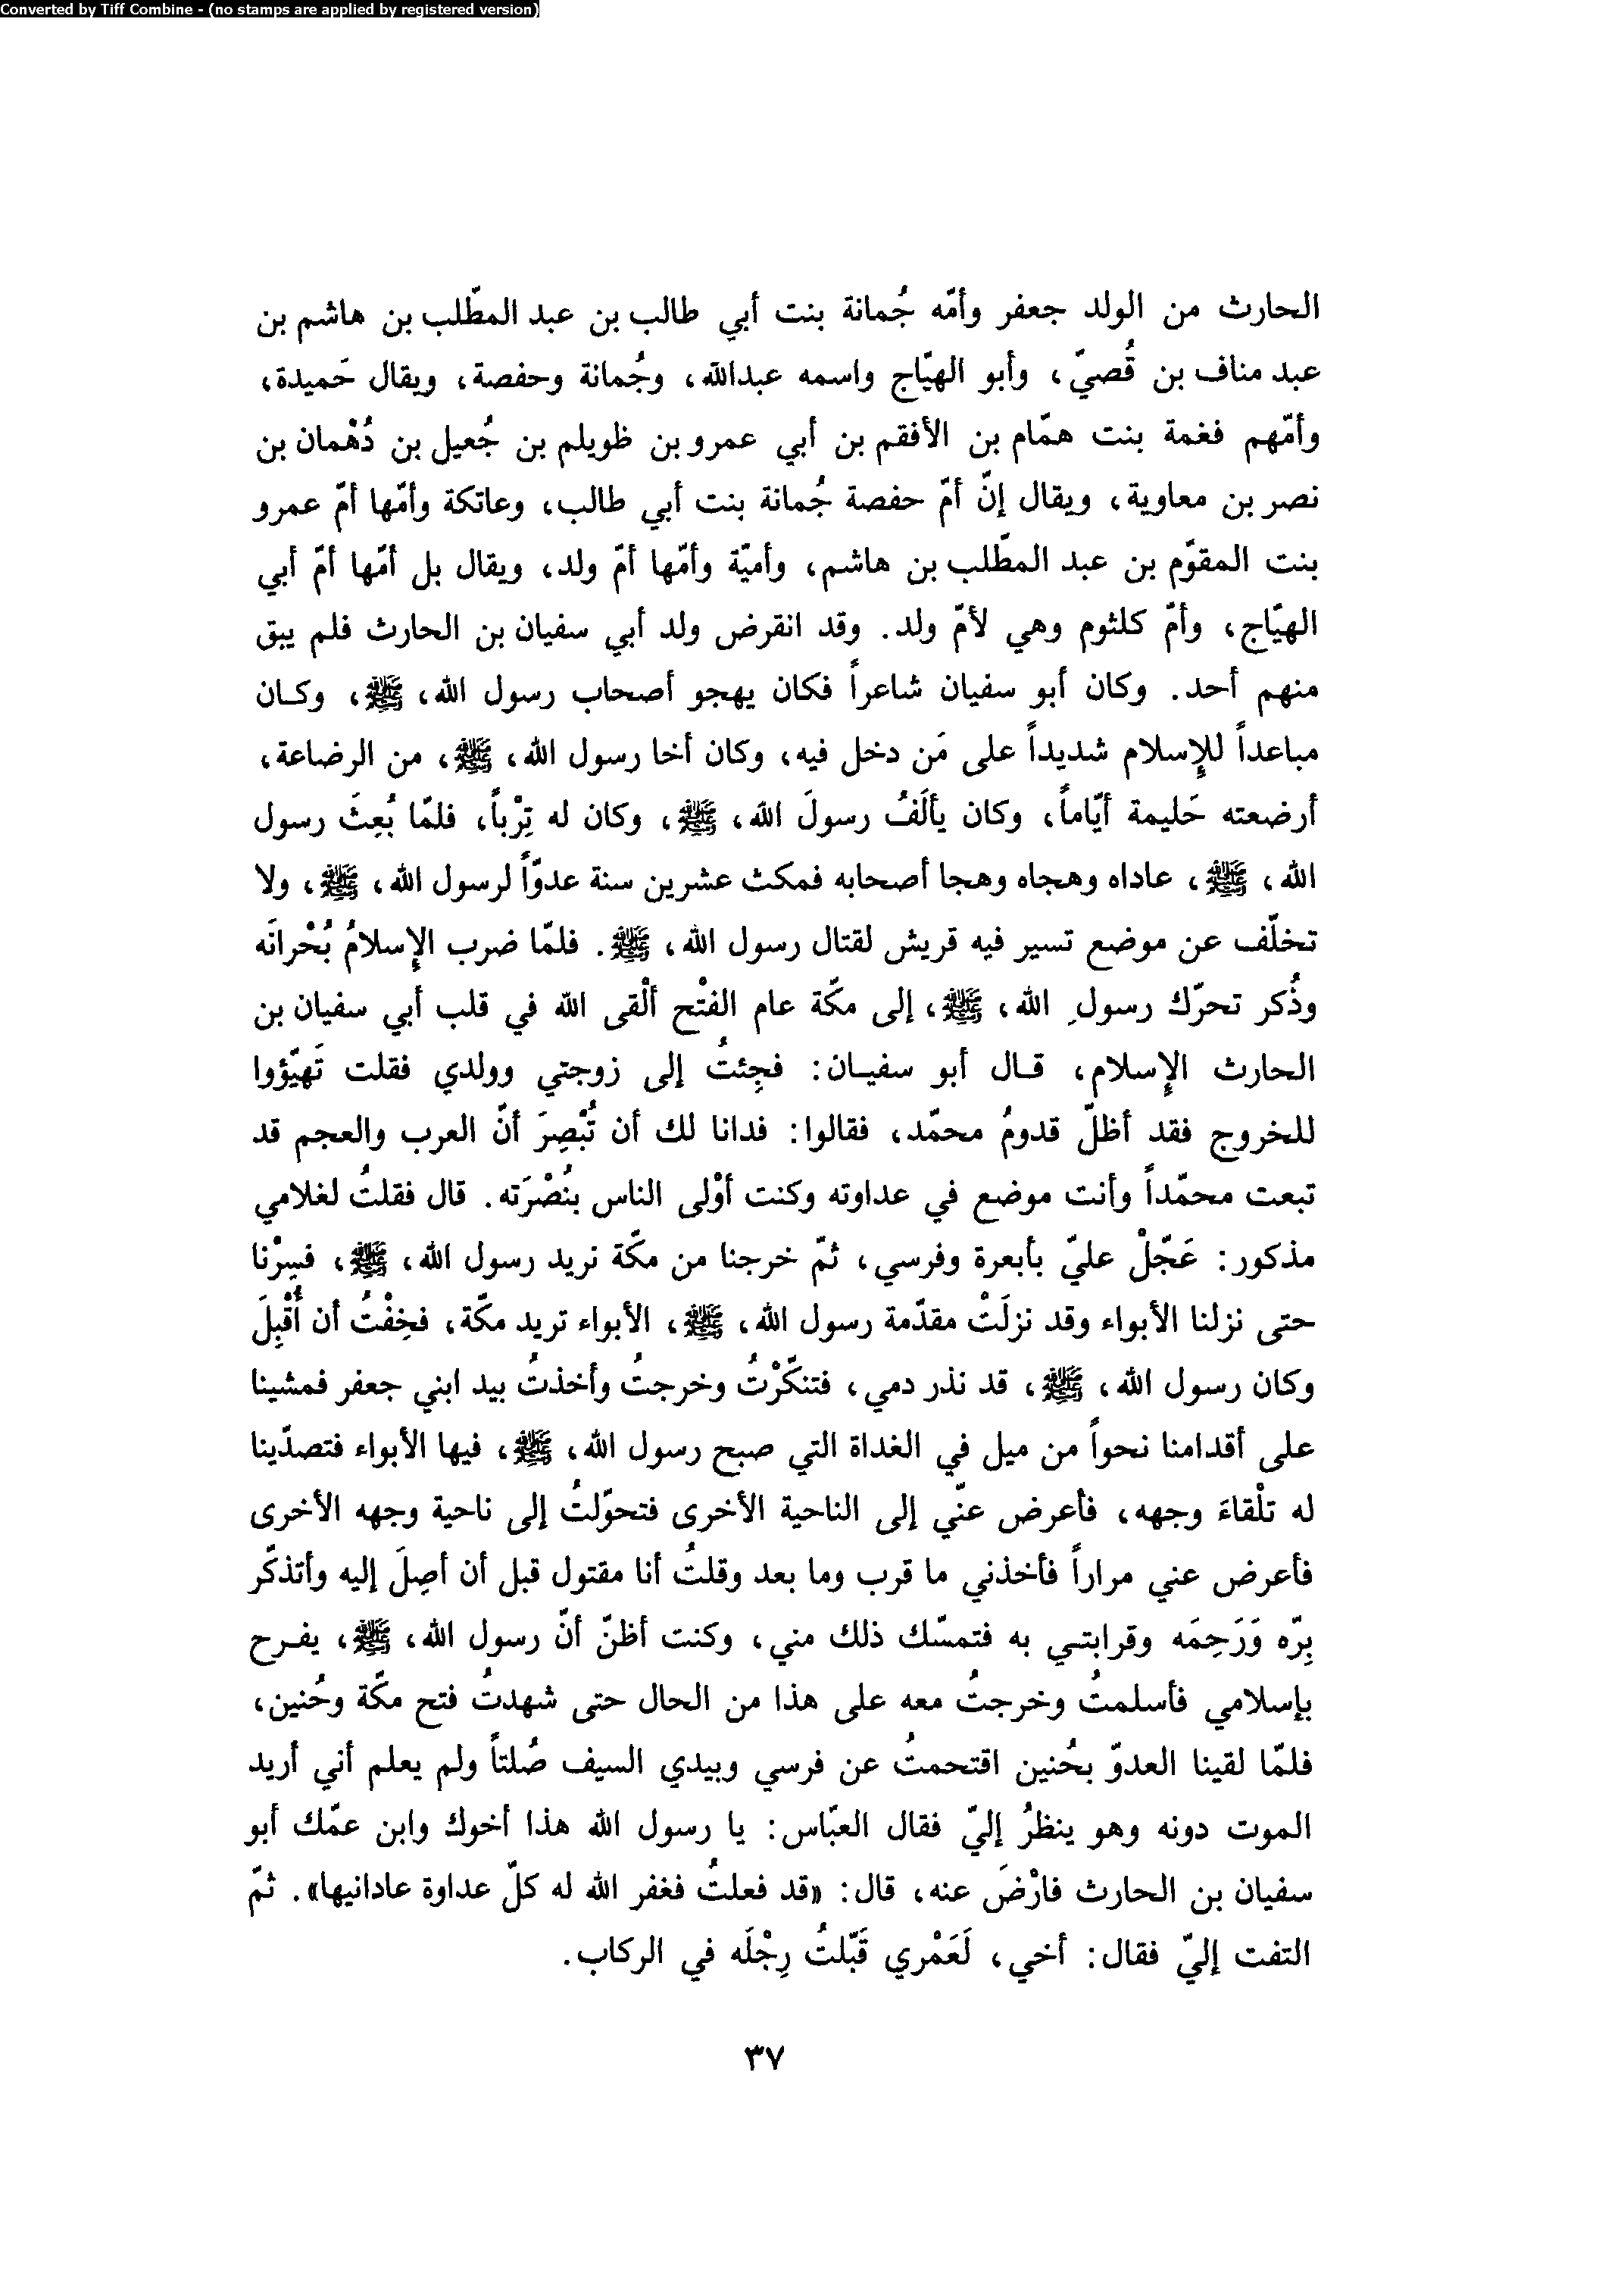 Converted by Tiff Combine - (no stamps are applied by registered version)
الحارث من الولد جعفر وأمّه جُمانة بنت أبي طالب بن عبد المطّلب بن هاشم بن
عبد مناف بن قُصيّ، وأبو الهيّاج واسمه عبدالله، وجُمانة وحفصة، ويقال حَميدة،
وأمّهم فغمة بنت همّام بن الأفقم بن أبي عمرو بن ظويلم بن جُعيل بن دُهْمان بن
نصر بن معاوية، ويقال إنّ أمّ حفصة جُمانة بنت أبي طالب، وعاتكة وأمّها أمّ عمرو
بنت المقوّم بن عبد المطّلب بن هاشم، وأميّة وأمّها أمّ ولد، ويقال بل أمّها أمّ أبي
الهيّاج، وأمّ كلثوم وهي لأمّ ولد. وقد انقرض ولد أبي سفيان بن الحارث فلم يبق
منهم أحد. وكان أبو سفيان شاعراً فكان يهجو أصحاب رسول الله، ﷺ، وكـان
مباعداً للإسلام شديداً على مَن دخل فيه، وكان أخا رسول الله، ﷺ، من الرضاعة،
أرضعته حَليمة أيّاماً، وكان يألَفُ رسولَ الله، ﷺ، وكان له تِرْباً، فلمّا بُعِثَ رسول
الله، ﷺ، عاداه وهجاه وهجا أصحابه فمكث عشرين سنة عدوّاً لرسول الله، ﷺ، ولا
تخلّف عن موضع تسير فيه قريش لقتال رسول الله، ﷺ. فلمّا ضرب الإسلامُ بُحْرانَه
وذُكر تحرّك رسولِ الله، ﷺ، إلى مكّة عام الفتْح ألْقى الله في قلب أبي سفيان بن
الحارث الإسلام، قـال أبو سفيـان: فجِئتُ إلى زوجتي وولدي فقلت تَهيّؤوا
للخروج فقد أظلّ قدومُ محمّد، فقالوا: فدانا لك أن تُبْصِرَ أنّ العرب والعجم قد
تبعت محمّداً وأنت موضع في عداوته وكنت أوْلى الناس بنُصْرَته. قال فقلتُ لغلامي
مذكور: عَجّلْ عليّ بأبعرة وفرسي، ثمّ خرجنا من مكّة نريد رسول الله، ﷺ، فسِرْنا
حتى نزلنا الأبواء وقد نزلَتْ مقدّمة رسول الله، ﷺ، الأبواء تريد مكّة، فخِفْتُ أن أُقْبِلَ
وكان رسول الله، ﷺ، قد نذر دمي، فتنكّرْتُ وخرجتُ وأخذتُ بيد ابني جعفر فمشينا
على أقدامنا نحواً من ميل في الغداة التي صبح رسول الله، ﷺ، فيها الأبواء فتصدّينا
له تلْقاءَ وجهه، فأعرض عنّي إلى الناحية الأخرى فتحوّلتُ إلى ناحية وجهه الأخرى
فأعرض عني مراراً فأخذني ما قرب وما بعد وقلتُ أنا مقتول قبل أن أصِلَ إليه وأتذكّر
بِرّه وَرَحِمَه وقرابتـي به فتمسّك ذلك مني، وكنت أظنّ أنّ رسول الله، ﷺ، يفـرح
بإسلامي فأسلمتُ وخرجتُ معه على هذا من الحال حتى شهدتُ فتح مكّة وحُنين،
فلمّا لقينا العدوّ بحُنين اقتحمتُ عن فرسي وبيدي السيف صُلتاً ولم يعلم أني أريد
الموت دونه وهو ينظرُ إليّ فقال العبّاس: يا رسول الله هذا أخوك وابن عمّك أبو
سفيان بن الحارث فارْضَ عنه، قال: «قد فعلتُ فغفر الله له كلّ عداوة عادانيها». ثمّ
التفت إليّ فقال: أخي، لَعَمْري قَبّلتُ رِجْلَه في الركاب.
٣٧